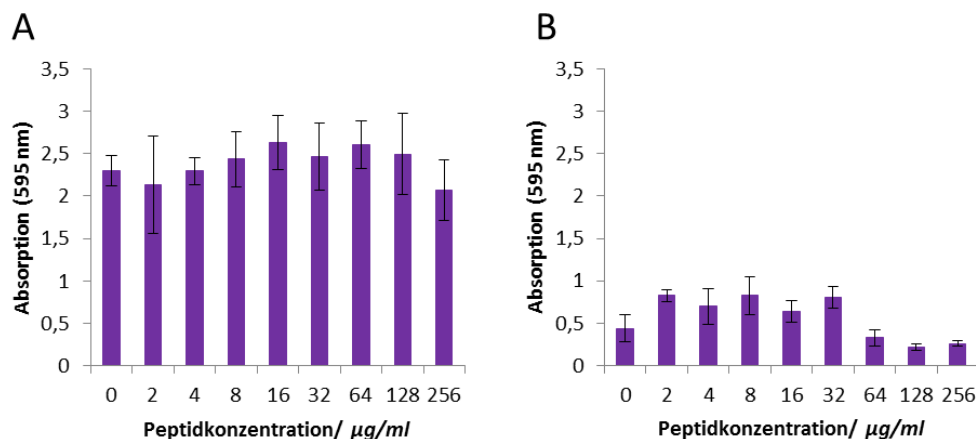 A
3,5
3
2,5
2
1,5
1
0,5
0
Absorption (595 nm)
0 2 4 8 16 32 64 128 256
Peptidkonzentration/ µg/ml
B
3,5
3
2,5
2
1,5
1
0,5
0
Absorption (595 nm)
0 2 4 8 16 32 64 128 256
Peptidkonzentration/ µg/ml